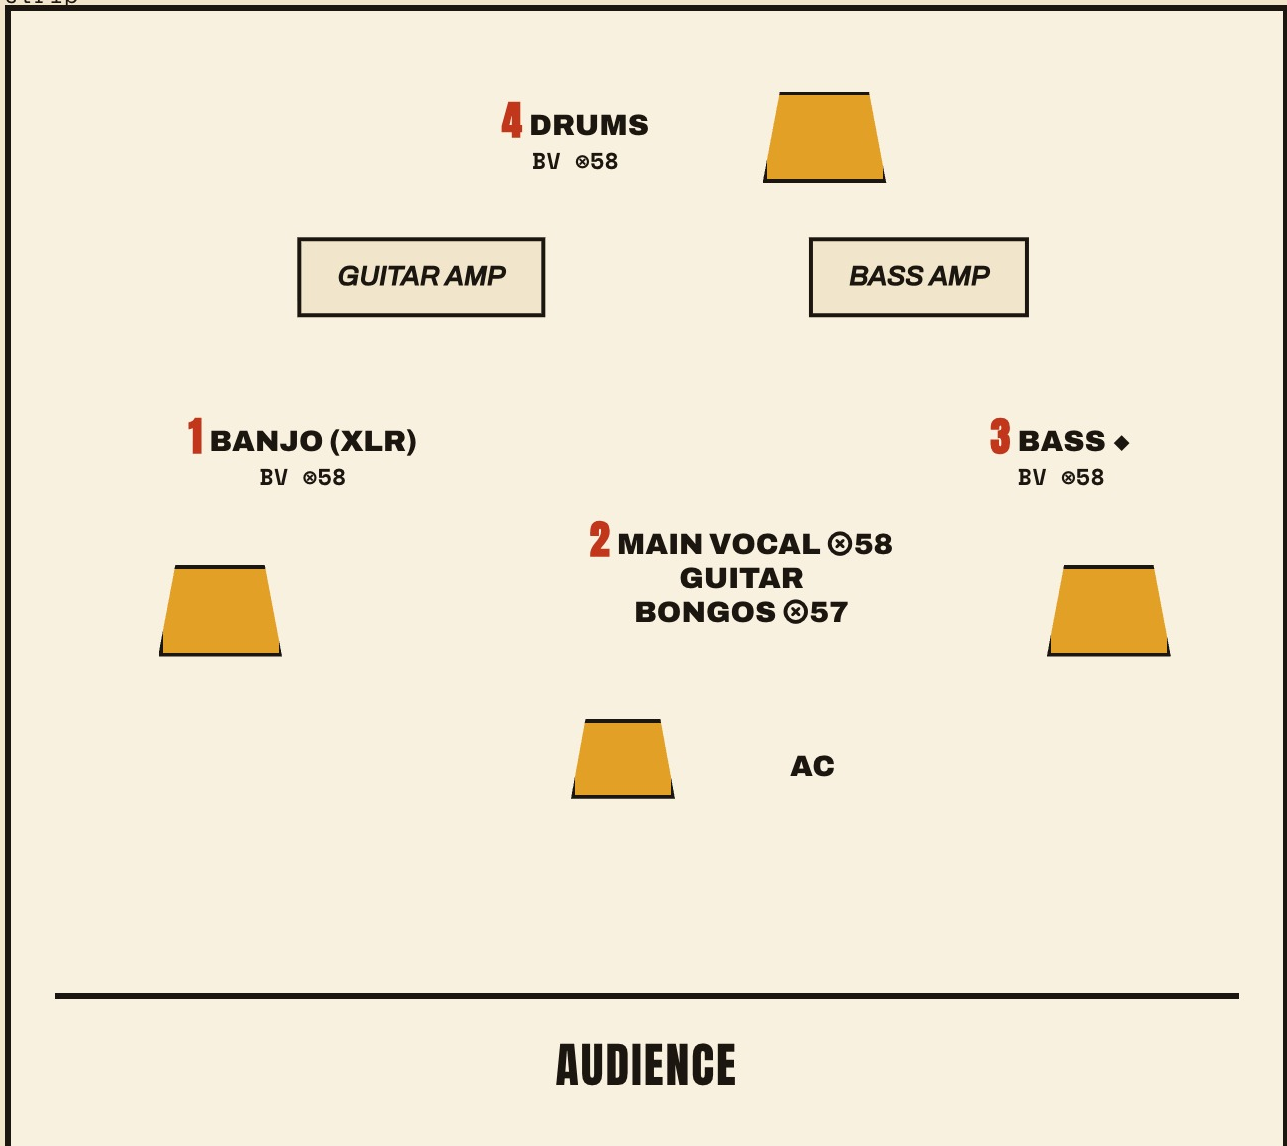 strip
4 DRUMS
BV ⊗58
GUITAR AMP
BASS AMP
1 BANJO (XLR)
BV ⊗58
3 BASS ◆
BV ⊗58
2 MAIN VOCAL ⊗58
GUITAR
BONGOS ⊗57
AC
AUDIENCE